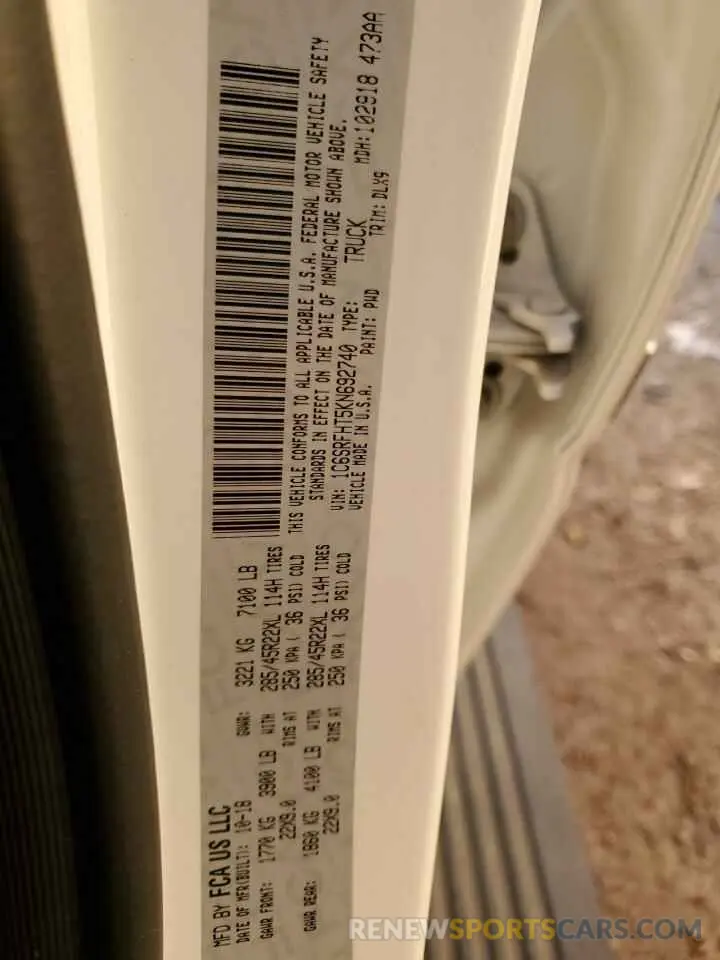 MFD BY FCA US LLC
DATE OF MFR(BUILT): 10-18 GVWR: 3221 KG 7100 LB
GAWR FRONT: 1770 KG 3900 LB WITH 285/45R22XL 114H TIRES
22X9.0 RIMS AT 250 KPA ( 36 PSI) COLD
GAWR REAR: 1860 KG 4100 LB WITH 285/45R22XL 114H TIRES
22X9.0 RIMS AT 250 KPA ( 36 PSI) COLD
THIS VEHICLE CONFORMS TO ALL APPLICABLE U.S.A. FEDERAL MOTOR VEHICLE SAFETY
STANDARDS IN EFFECT ON THE DATE OF MANUFACTURE SHOWN ABOVE.
VIN: 1C6SRFHT5KN692740 TYPE: TRUCK MDH:102918 473AA
VEHICLE MADE IN U.S.A. PAINT: PWD TRIM: DLX9
RENEWSPORTSCARS.COM